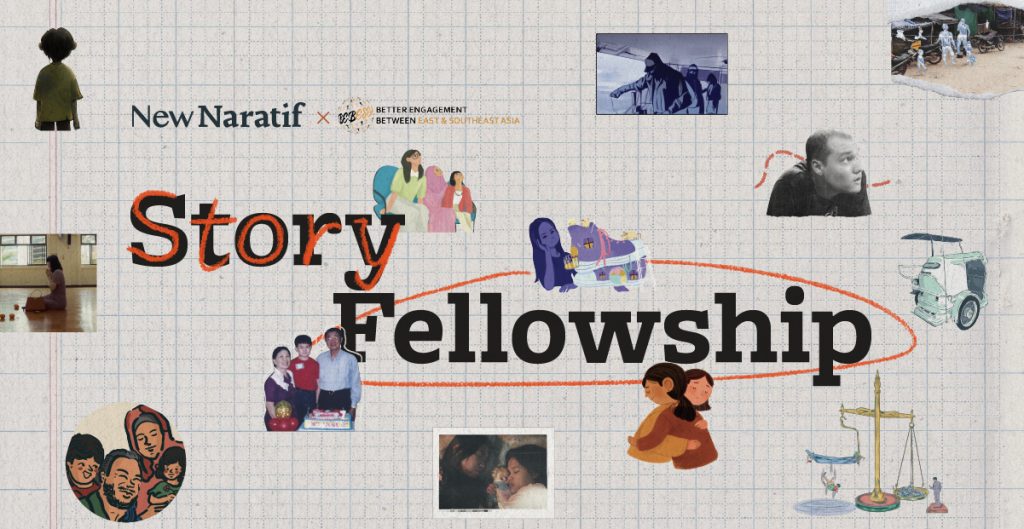 New Naratif × BETTER ENGAGEMENT
BETWEEN EAST & SOUTHEAST ASIA
Story
Fellowship